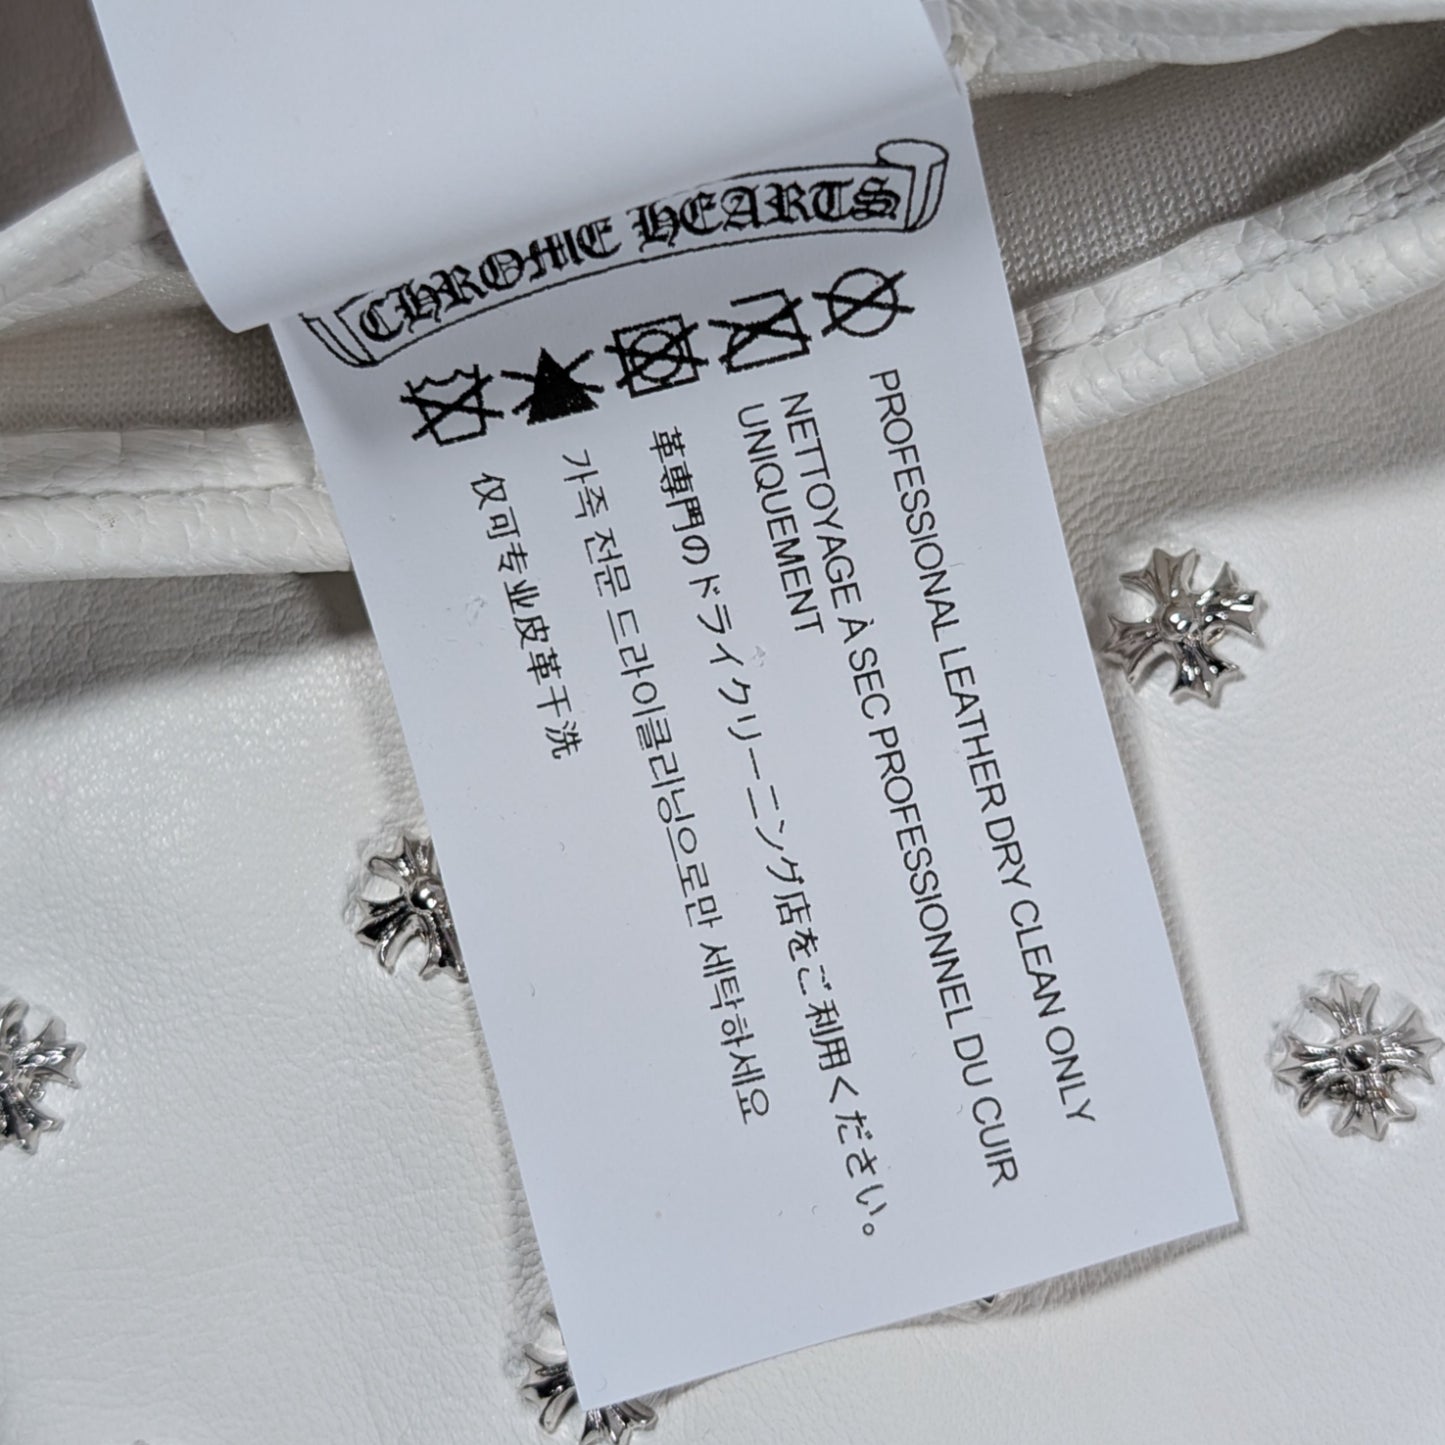 CHROME HEARTS
PROFESSIONAL LEATHER DRY CLEAN ONLY
NETTOYAGE À SEC PROFESSIONNEL DU CUIR
UNIQUEMENT
革専門のドライクリーニング店をご利用ください。
가죽 전문 드라이클리닝으로만 세탁하세요
仅可专业皮革干洗